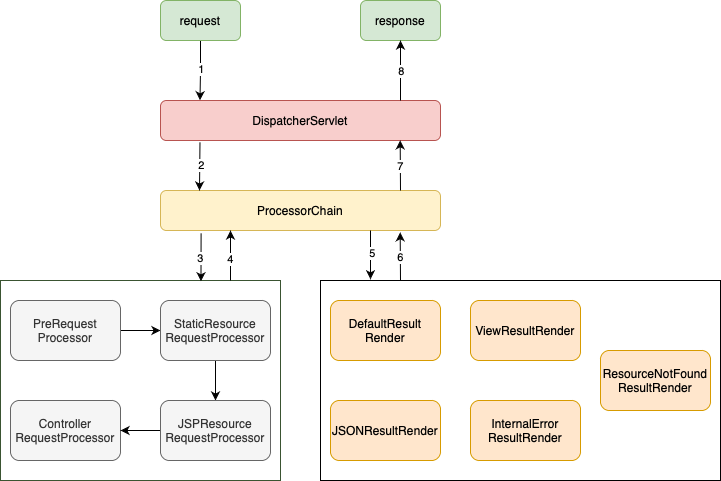 request
response
1
8
DispatcherServlet
2
7
ProcessorChain
3
4
5
6
PreRequest
Processor
StaticResource
RequestProcessor
Controller
RequestProcessor
JSPResource
RequestProcessor
DefaultResult
Render
ViewResultRender
ResourceNotFound
ResultRender
JSONResultRender
InternalError
ResultRender